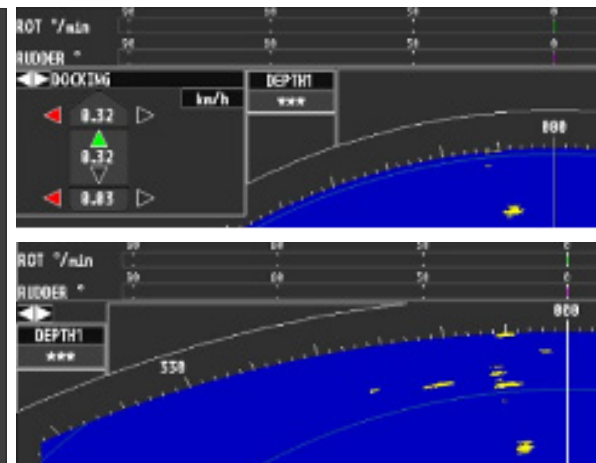 ROT °/min
RUDDER °
DOCKING
km/h
DEPTH1
***
0.32
0.32
0.03
000
ROT °/min
RUDDER °
DEPTH1
***
330
000